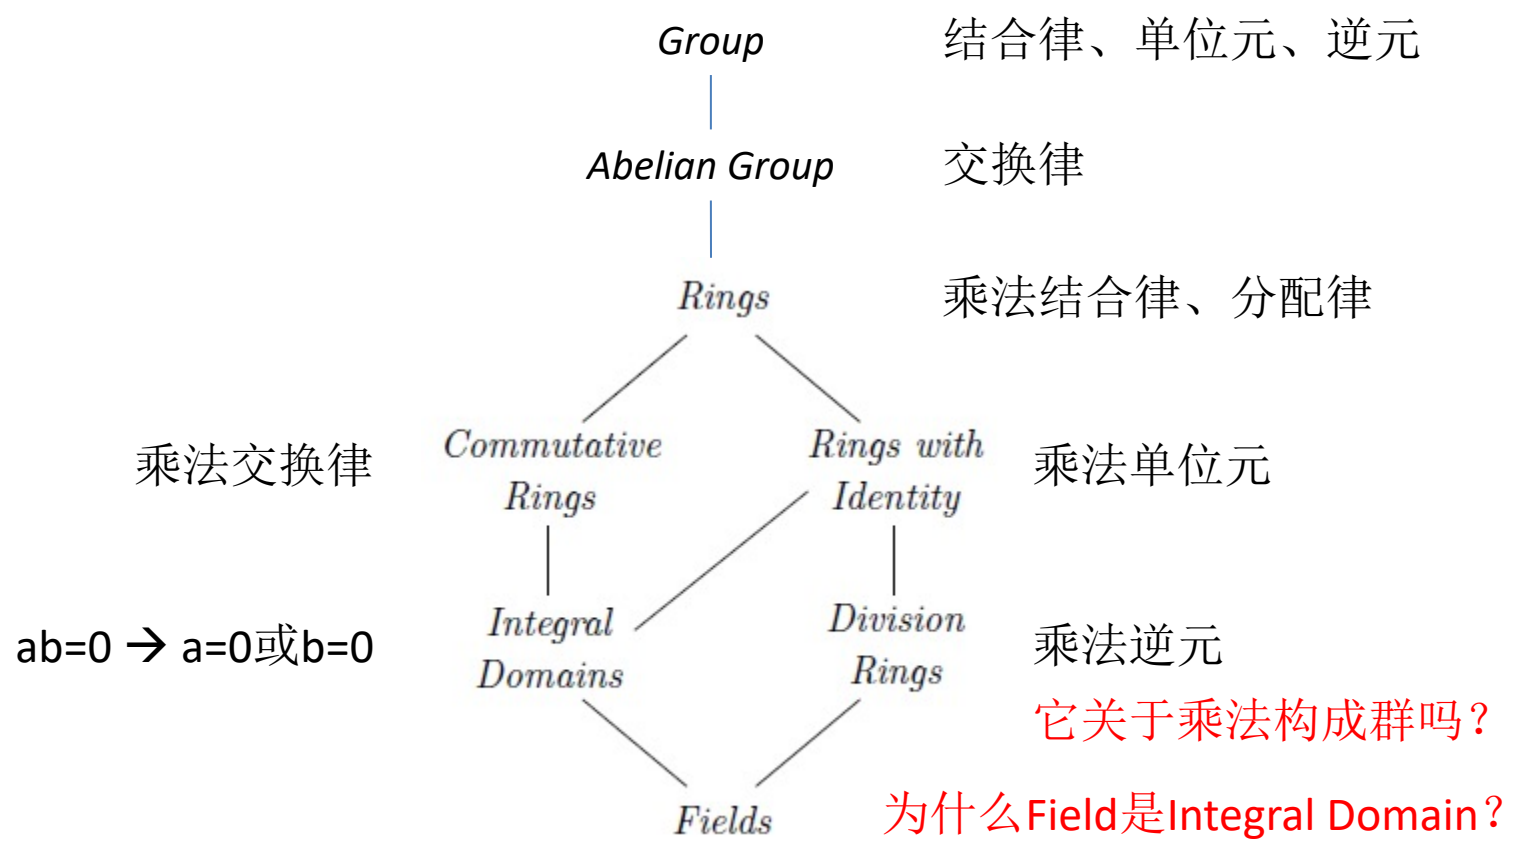 Group 结合律、单位元、逆元
Abelian Group 交换律
Rings 乘法结合律、分配律
乘法交换律
Commutative
Rings
Rings with
Identity
乘法单位元
ab=0 → a=0或b=0
Integral
Domains
Division
Rings
乘法逆元
它关于乘法构成群吗？
Fields
为什么Field是Integral Domain？